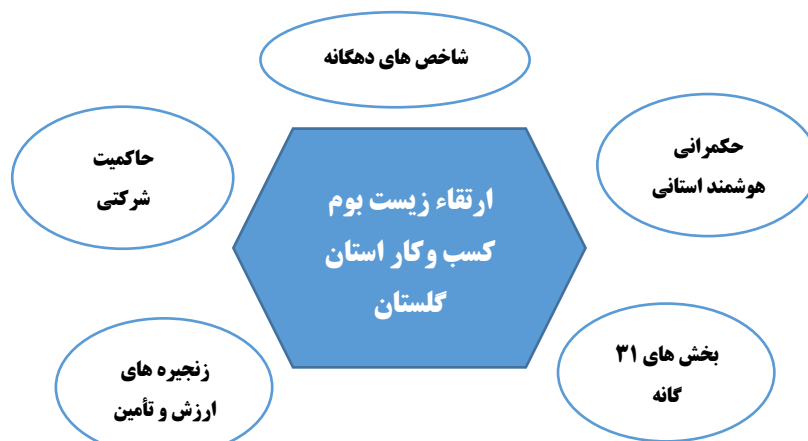 شاخص های دهگانه
حکمرانی
هوشمند استانی
حاکمیت
شرکتی
ارتقاء زیست بوم
کسب وکار استان
گلستان
بخش های ۳۱
گانه
زنجیره های
ارزش و تأمین